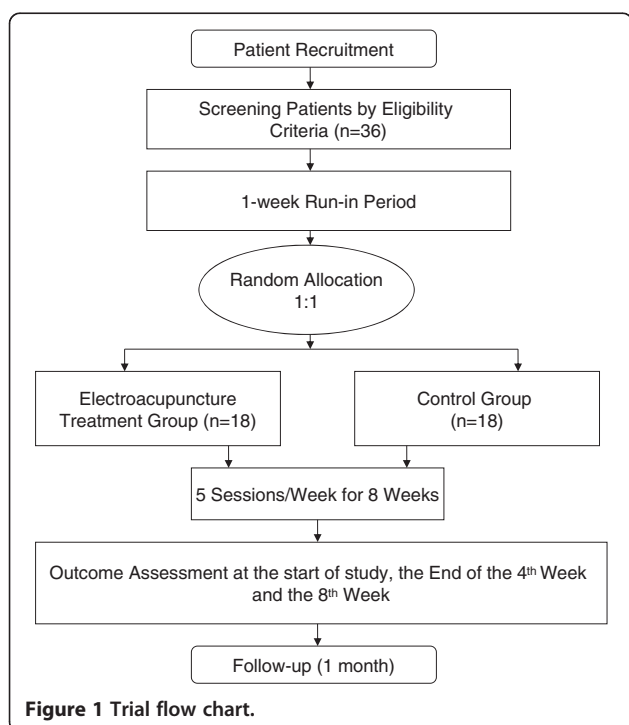 Patient Recruitment
Screening Patients by Eligibility
Criteria (n=36)
1-week Run-in Period
Random Allocation
1:1
Electroacupuncture
Treatment Group (n=18)
Control Group
(n=18)
5 Sessions/Week for 8 Weeks
Outcome Assessment at the start of study, the End of the 4th Week
and the 8th Week
Follow-up (1 month)
Figure 1 Trial flow chart.